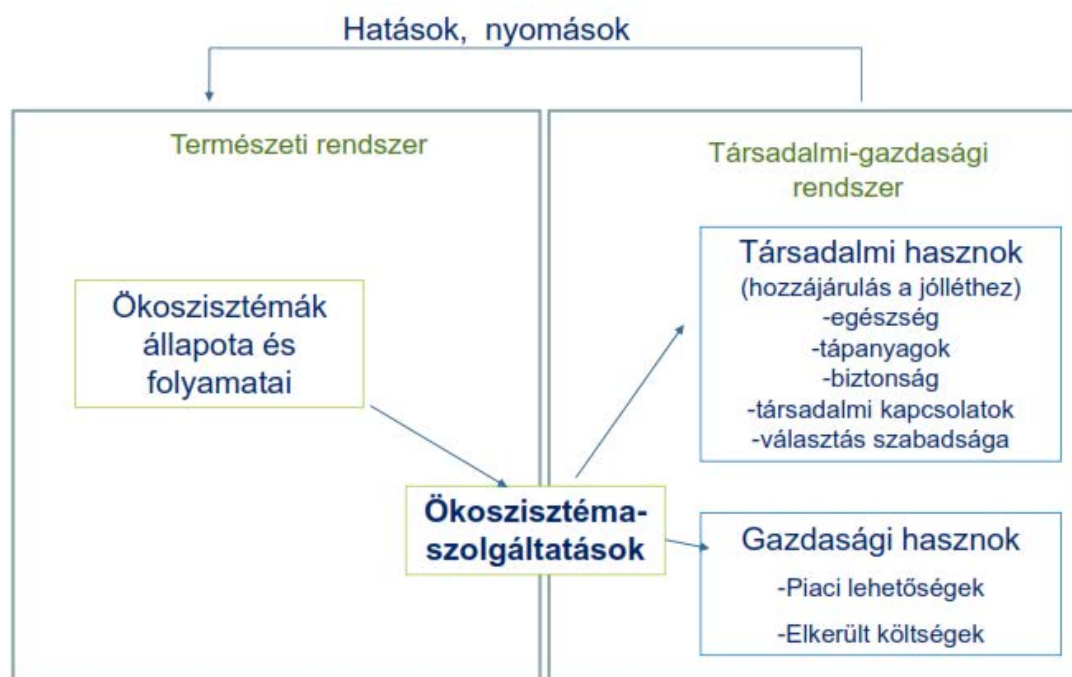 Hatások, nyomások
Természeti rendszer
Ökoszisztémák
állapota és
folyamatai
Ökoszisztéma-
szolgáltatások
Társadalmi-gazdasági
rendszer
Társadalmi hasznok
(hozzájárulás a jólléthez)
-egészség
-tápanyagok
-biztonság
-társadalmi kapcsolatok
-választás szabadsága
Gazdasági hasznok
-Piaci lehetőségek
-Elkerült költségek